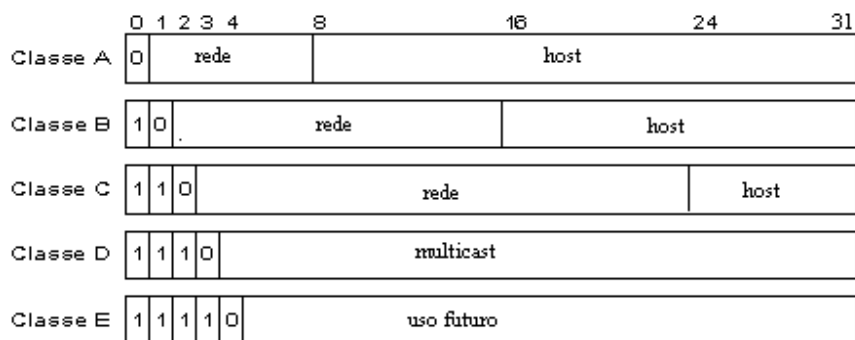 0 1 2 3 4 8 16 24 31
Classe A 0 rede host
Classe B 1 0 rede host
Classe C 1 1 0 rede host
Classe D 1 1 1 0 multicast
Classe E 1 1 1 1 0 uso futuro